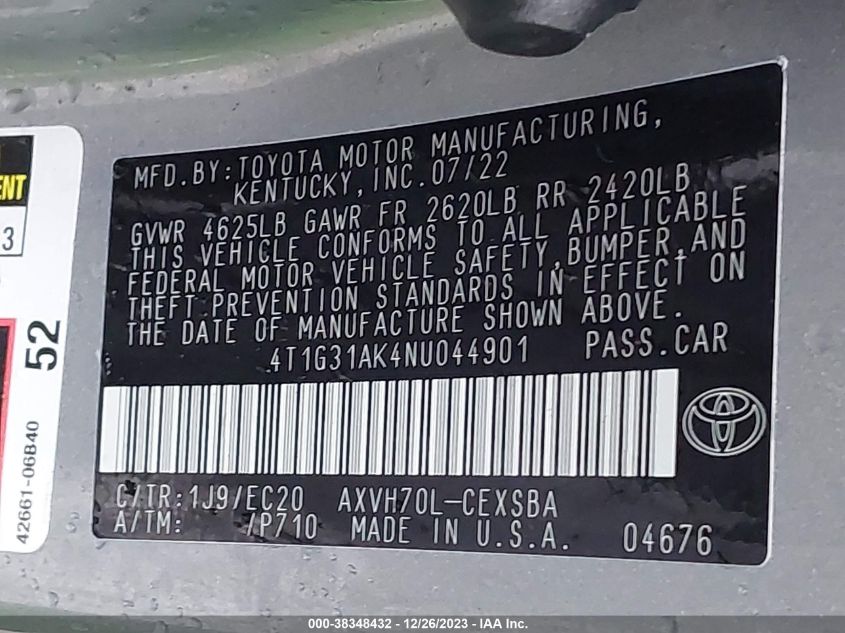 MFD.BY:TOYOTA MOTOR MANUFACTURING,
KENTUCKY,INC.07/22
GVWR 4625LB GAWR FR 2620LB RR 2420LB
THIS VEHICLE CONFORMS TO ALL APPLICABLE
FEDERAL MOTOR VEHICLE SAFETY,BUMPER,AND
THEFT PREVENTION STANDARDS IN EFFECT ON
THE DATE OF MANUFACTURE SHOWN ABOVE.
4T1G31AK4NU044901 PASS.CAR
C/TR:1J9/EC20 AXVH70L-CEXSBA
A/TM: /P710 MADE IN U.S.A. 04676
3
52
42661-06B40
000-38348432 - 12/26/2023 - IAA Inc.